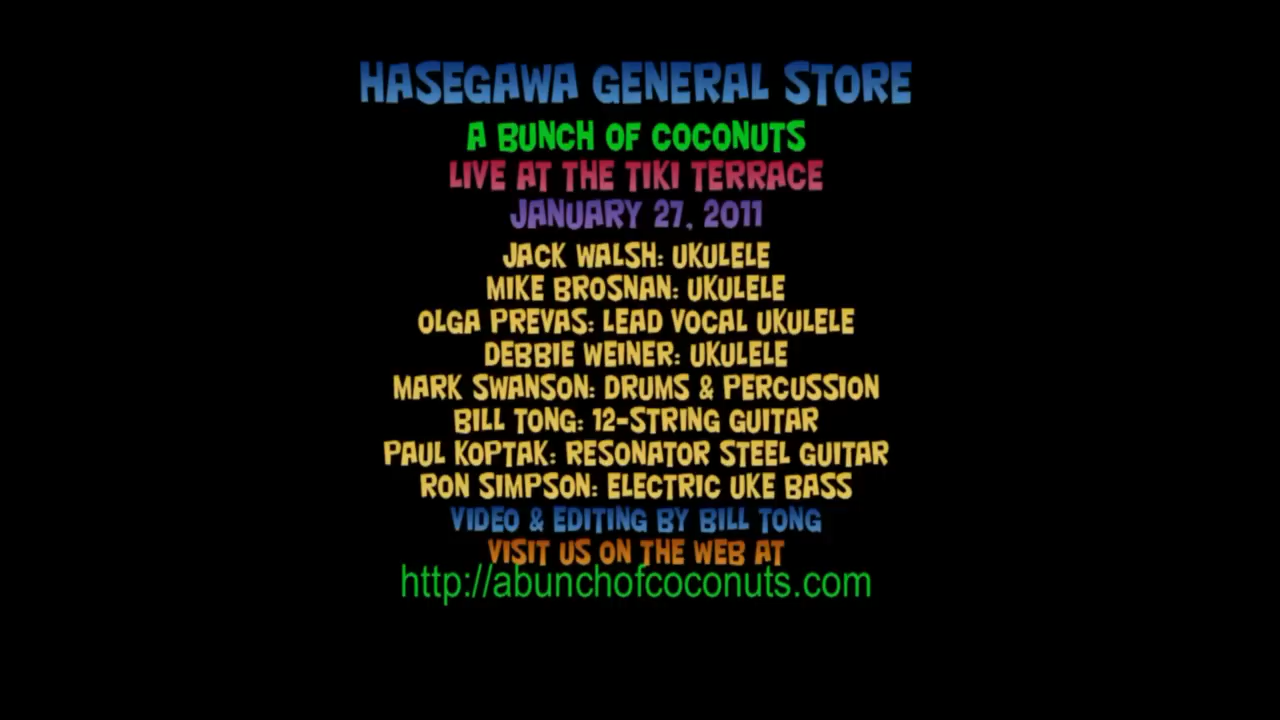 HASEGAWA GENERAL STORE
A BUNCH OF COCONUTS
LIVE AT THE TIKI TERRACE
JANUARY 27, 2011
JACK WALSH: UKULELE
MIKE BROSNAN: UKULELE
OLGA PREVAS: LEAD VOCAL UKULELE
DEBBIE WEINER: UKULELE
MARK SWANSON: DRUMS & PERCUSSION
BILL TONG: 12-STRING GUITAR
PAUL KOPTAK: RESONATOR STEEL GUITAR
RON SIMPSON: ELECTRIC UKE BASS
VIDEO & EDITING BY BILL TONG
VISIT US ON THE WEB AT
http://abunchofcoconuts.com